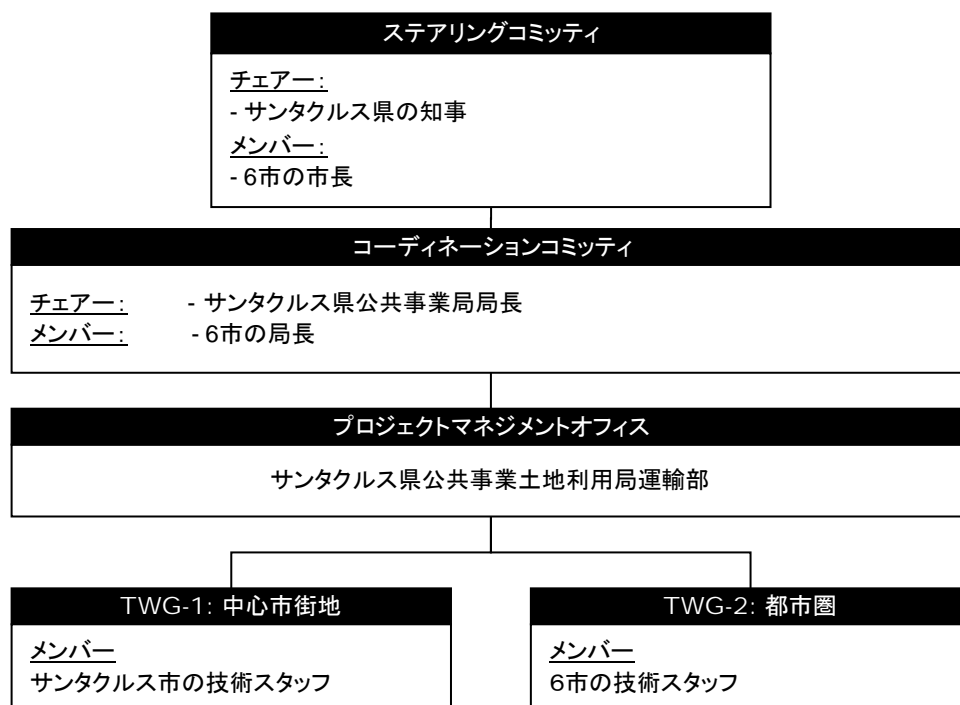 ステアリングコミッティ
チェアー：
- サンタクルス県の知事
メンバー：
- 6市の市長
コーディネーションコミッティ
チェアー： - サンタクルス県公共事業局局長
メンバー： - 6市の局長
プロジェクトマネジメントオフィス
サンタクルス県公共事業土地利用局運輸部
TWG-1: 中心市街地
メンバー
サンタクルス市の技術スタッフ
TWG-2: 都市圏
メンバー
6市の技術スタッフ